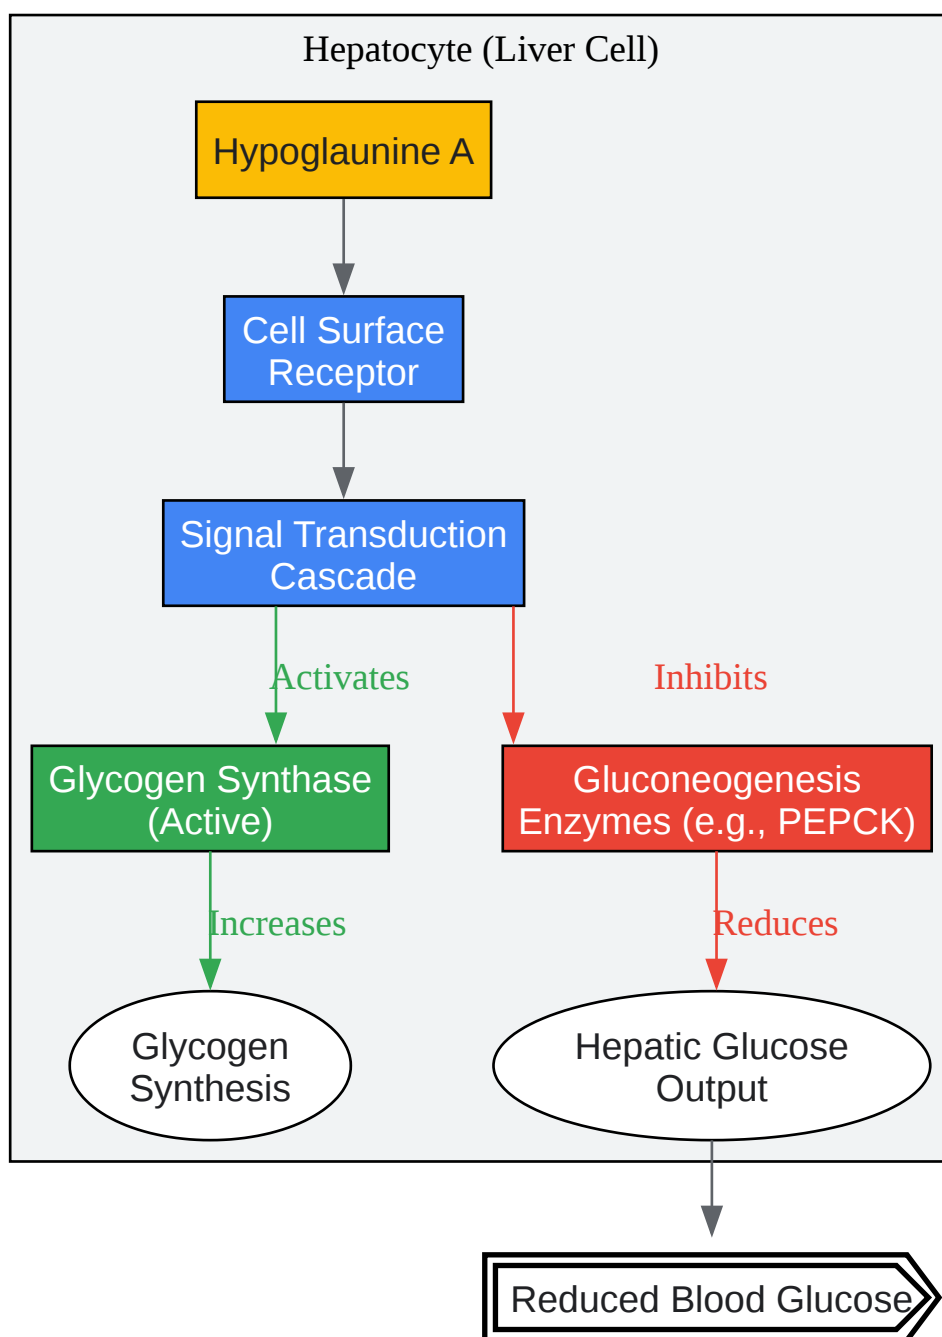 Hepatocyte (Liver Cell)
Hypoglaunine A
Cell Surface
Receptor
Signal Transduction
Cascade
Activates
Inhibits
Glycogen Synthase
(Active)
Gluconeogenesis
Enzymes (e.g., PEPCK)
Increases
Reduces
Glycogen
Synthesis
Hepatic Glucose
Output
Reduced Blood Glucose